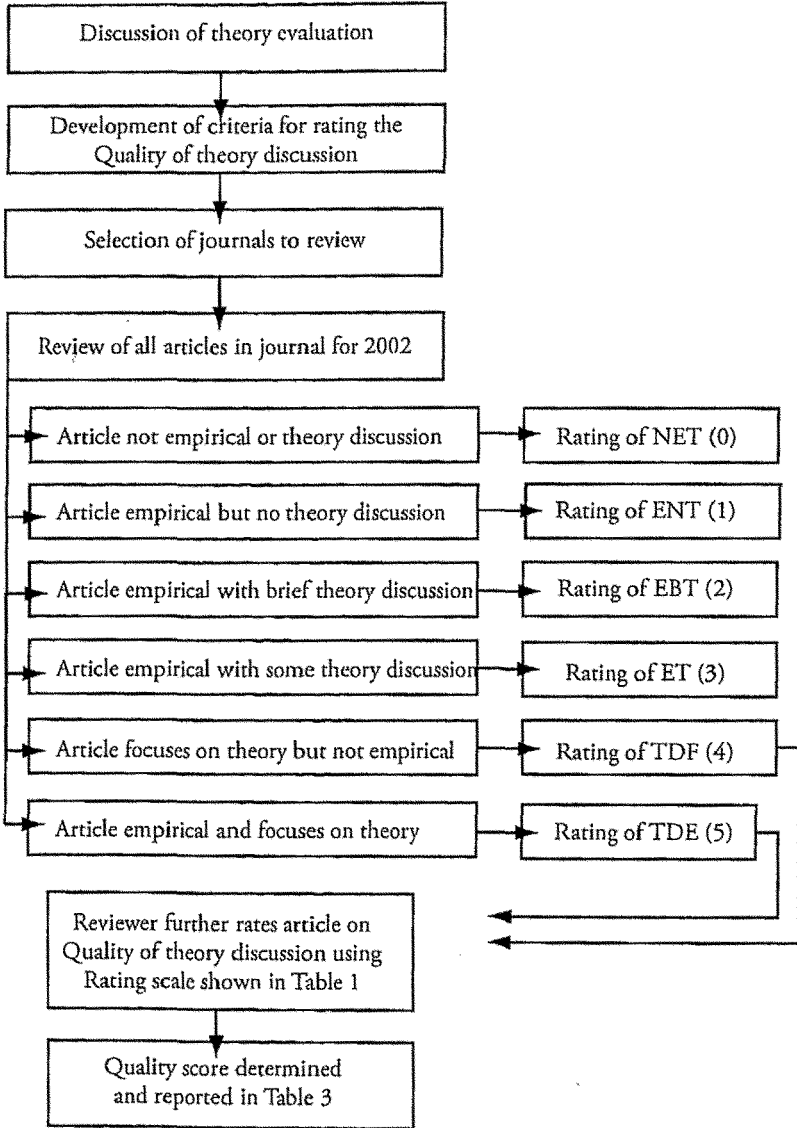 Discussion of theory evaluation
Development of criteria for rating the
Quality of theory discussion
Selection of journals to review
Review of all articles in journal for 2002
Article not empirical or theory discussion
Rating of NET (0)
Article empirical but no theory discussion
Rating of ENT (1)
Article empirical with brief theory discussion
Rating of EBT (2)
Article empirical with some theory discussion
Rating of ET (3)
Article focuses on theory but not empirical
Rating of TDF (4)
Article empirical and focuses on theory
Rating of TDE (5)
Reviewer further rates article on
Quality of theory discussion using
Rating scale shown in Table 1
Quality score determined
and reported in Table 3